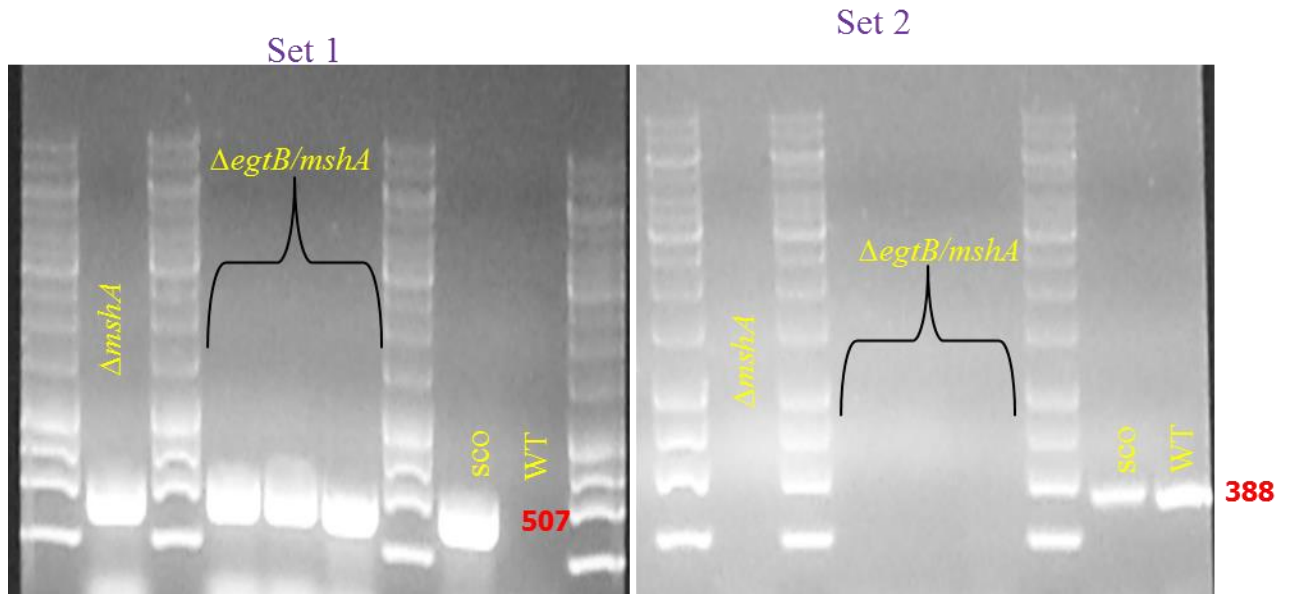 Set 1
Set 2
ΔegtB/mshA
ΔmshA
sco
WT
507
ΔegtB/mshA
ΔmshA
sco
WT
388